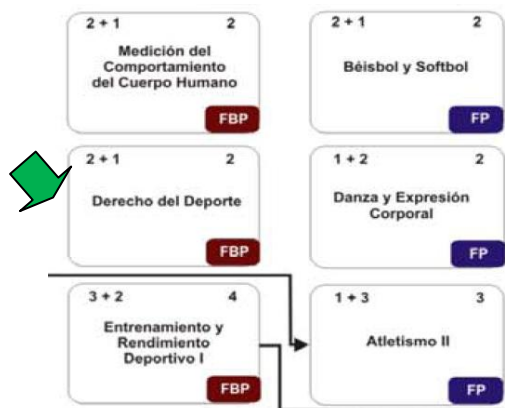 2 + 1 2
Medición del
Comportamiento
del Cuerpo Humano
FBP
2 + 1 2
Béisbol y Softbol
FP
2 + 1 2
Derecho del Deporte
FBP
1 + 2 2
Danza y Expresión
Corporal
FP
3 + 2 4
Entrenamiento y
Rendimiento
Deportivo I
FBP
1 + 3 3
Atletismo II
FP